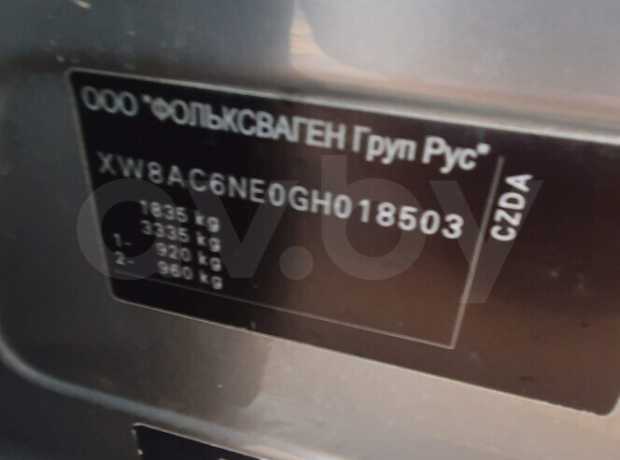 ООО "ФОЛЬКСВАГЕН Груп Рус"
XW8AC6NE0GH018503
1835 kg
3335 kg
1- 920 kg
2- 960 kg
CZDA
av.by